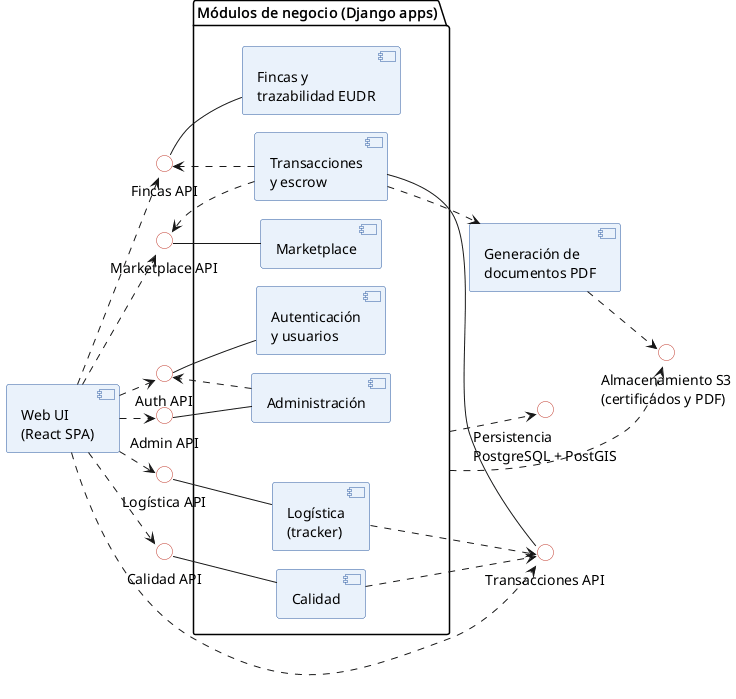 Módulos de negocio (Django apps)
Fincas y
trazabilidad EUDR
Transacciones
y escrow
Fincas API
Marketplace
Marketplace API
Generación de
documentos PDF
Autenticación
y usuarios
Auth API
Administración
Admin API
Almacenamiento S3
(certificados y PDF)
Web UI
(React SPA)
Persistencia
PostgreSQL + PostGIS
Logística API
Logística
(tracker)
Calidad API
Calidad
Transacciones API